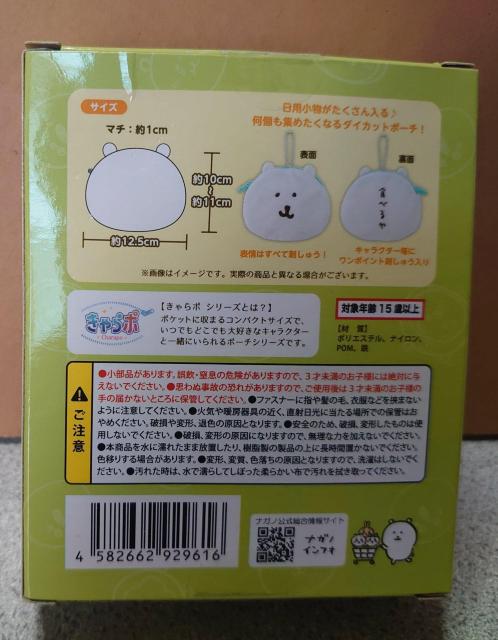 サイズ
マチ：約1cm
約10cm
〜
約11cm
約12.5cm
日用小物がたくさん入る♪
何個も集めたくなるダイカットポーチ！
表面
裏面
食べるや
表情はすべて刺しゅう！
キャラクター毎に
ワンポイント刺しゅう入り
※画像はイメージです。実際の商品と異なる場合がございます。
きゃらポ
Charapo
【きゃらポ シリーズとは？】
ポケットに収まるコンパクトサイズで、
いつでもどこでも大好きなキャラクター
と一緒にいられるポーチシリーズです。
対象年齢15歳以上
【材 質】
ポリエステル、ナイロン、
POM、鉄
ご注意
●小部品があります。誤飲・窒息の危険がありますので、3才未満のお子様には絶対に与
えないでください。●思わぬ事故の恐れがありますので、ご使用後は3才未満のお子様の
手の届かないところに保管してください。●ファスナーに指や髪の毛、衣服などを挟まない
ように注意してください。●火気や暖房器具の近く、直射日光に当たる場所での保管はお
やめください。破損や変形、退色の原因となります。●安全のため、破損、変形したものは使
用しないでください。●破損、変形の原因になりますので、無理な力を加えないでください。
●本商品を水に濡れたまま放置したり、樹脂製の製品の上に長時間置かないでください。
色移りする場合があります。●変形、変質、色落ちの原因となりますので、洗濯はしないでく
ださい。●汚れた時は、水で濡らしてしぼった柔らかい布で汚れを拭き取ってください。
4 582662 929616
ナガノ公式総合情報サイト
ナガノ
インフォ